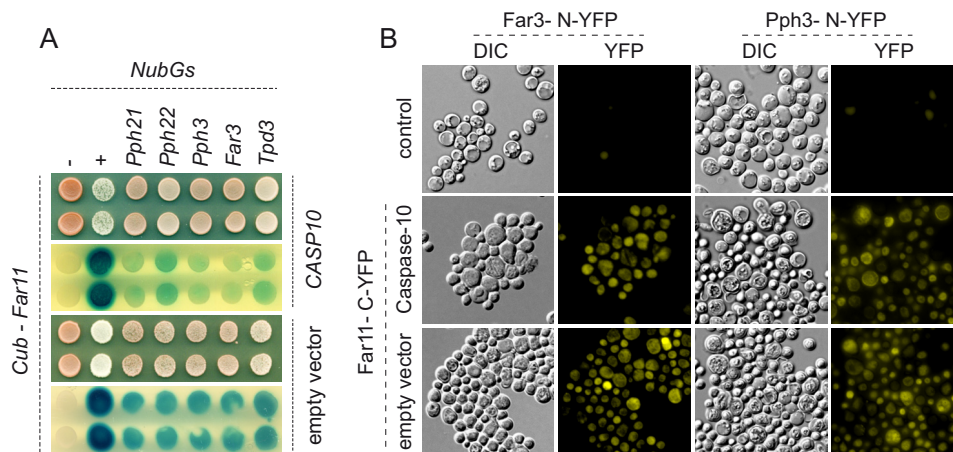 A
NubGs
-
+
Pph21
Pph22
Pph3
Far3
Tpd3
Cub - Far11
CASP10
empty vector
B
Far3- N-YFP
Pph3- N-YFP
DIC
YFP
DIC
YFP
control
Far11- C-YFP
Caspase-10
empty vector